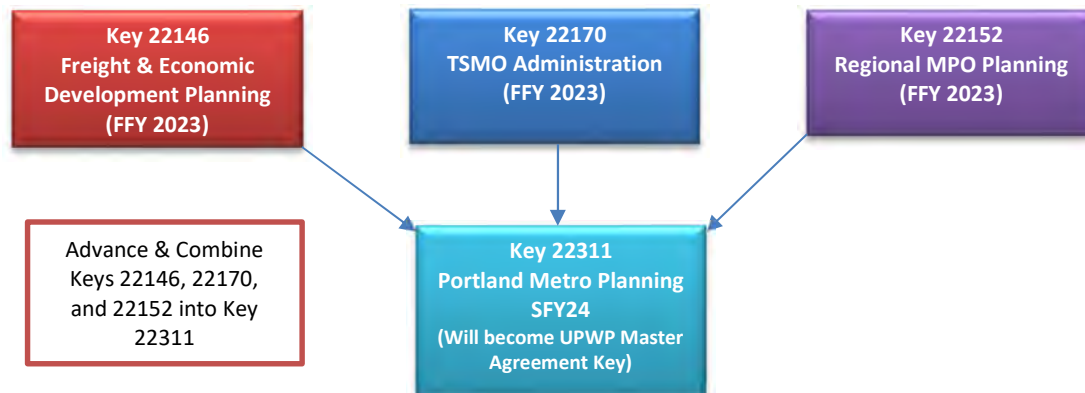 Key 22146
Freight & Economic
Development Planning
(FFY 2023)
Key 22170
TSMO Administration
(FFY 2023)
Key 22152
Regional MPO Planning
(FFY 2023)
Advance & Combine
Keys 22146, 22170,
and 22152 into Key
22311
Key 22311
Portland Metro Planning
SFY24
(Will become UPWP Master
Agreement Key)